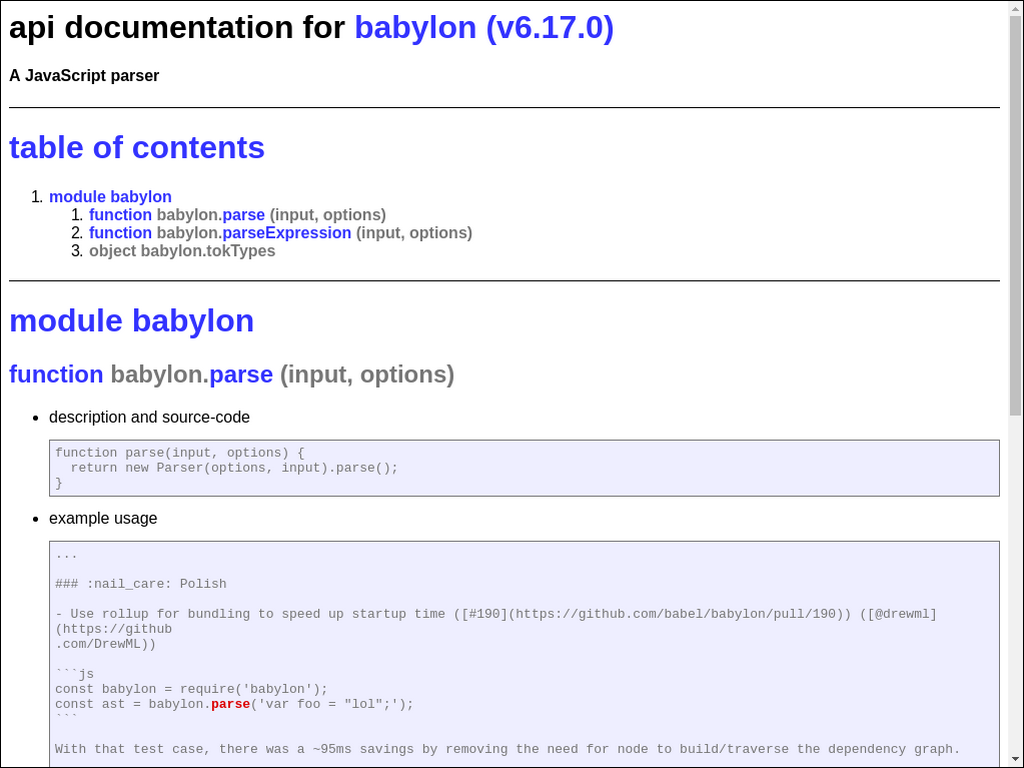 api documentation for babylon (v6.17.0)
A JavaScript parser
table of contents
1. module babylon
1. function babylon.parse (input, options)
2. function babylon.parseExpression (input, options)
3. object babylon.tokTypes
module babylon
function babylon.parse (input, options)
• description and source-code
function parse(input, options) {
  return new Parser(options, input).parse();
}
• example usage
...
### :nail_care: Polish
- Use rollup for bundling to speed up startup time ([#190](https://github.com/babel/babylon/pull/190)) ([@drewml]
(https://github
.com/DrewML))
```js
const babylon = require('babylon');
const ast = babylon.parse('var foo = "lol";');
```
With that test case, there was a ~95ms savings by removing the need for node to build/traverse the dependency graph.